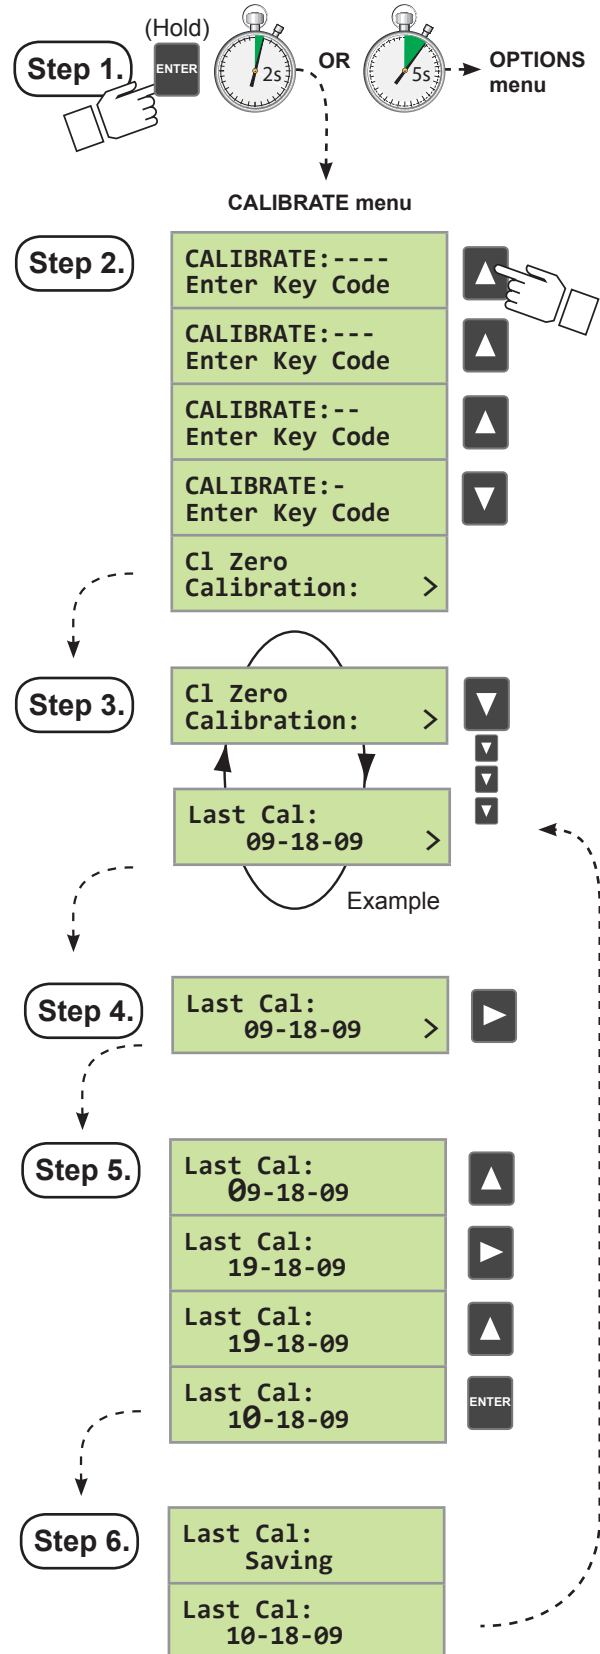 (Hold)
Step 1.
ENTER
2s
OR
5s
OPTIONS
menu
CALIBRATE menu
Step 2.
CALIBRATE:----
Enter Key Code
CALIBRATE:---
Enter Key Code
CALIBRATE:--
Enter Key Code
CALIBRATE:-
Enter Key Code
Cl Zero
Calibration: >
Step 3.
Cl Zero
Calibration: >
Last Cal:
09-18-09 >
Example
Step 4.
Last Cal:
09-18-09 >
Step 5.
Last Cal:
09-18-09
Last Cal:
19-18-09
Last Cal:
19-18-09
Last Cal:
10-18-09
ENTER
Step 6.
Last Cal:
Saving
Last Cal:
10-18-09